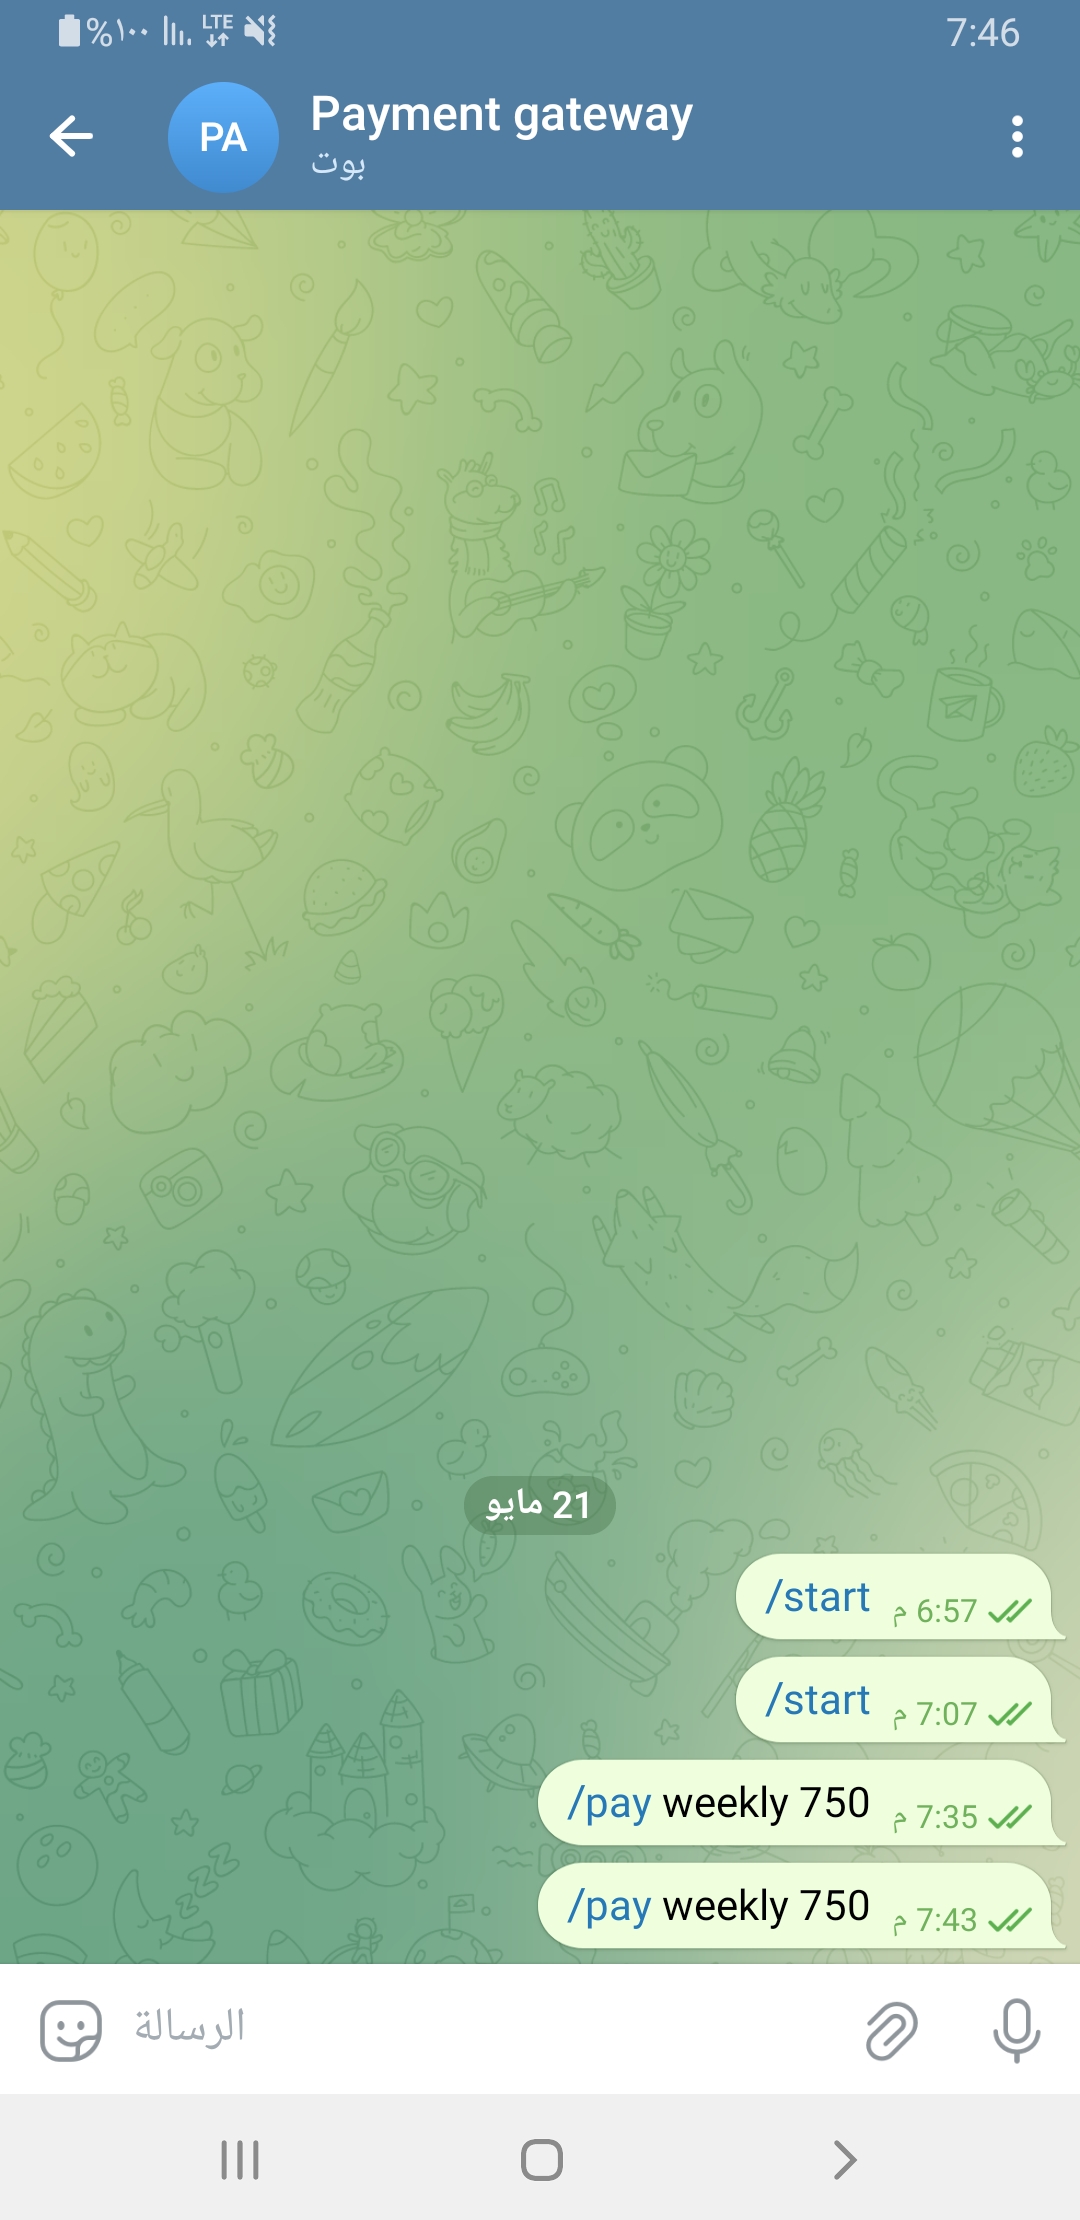 %١٠٠ LTE 7:46
PA
Payment gateway
بوت
21 مايو
/start 6:57 م
/start 7:07 م
/pay weekly 750 7:35 م
/pay weekly 750 7:43 م
الرسالة